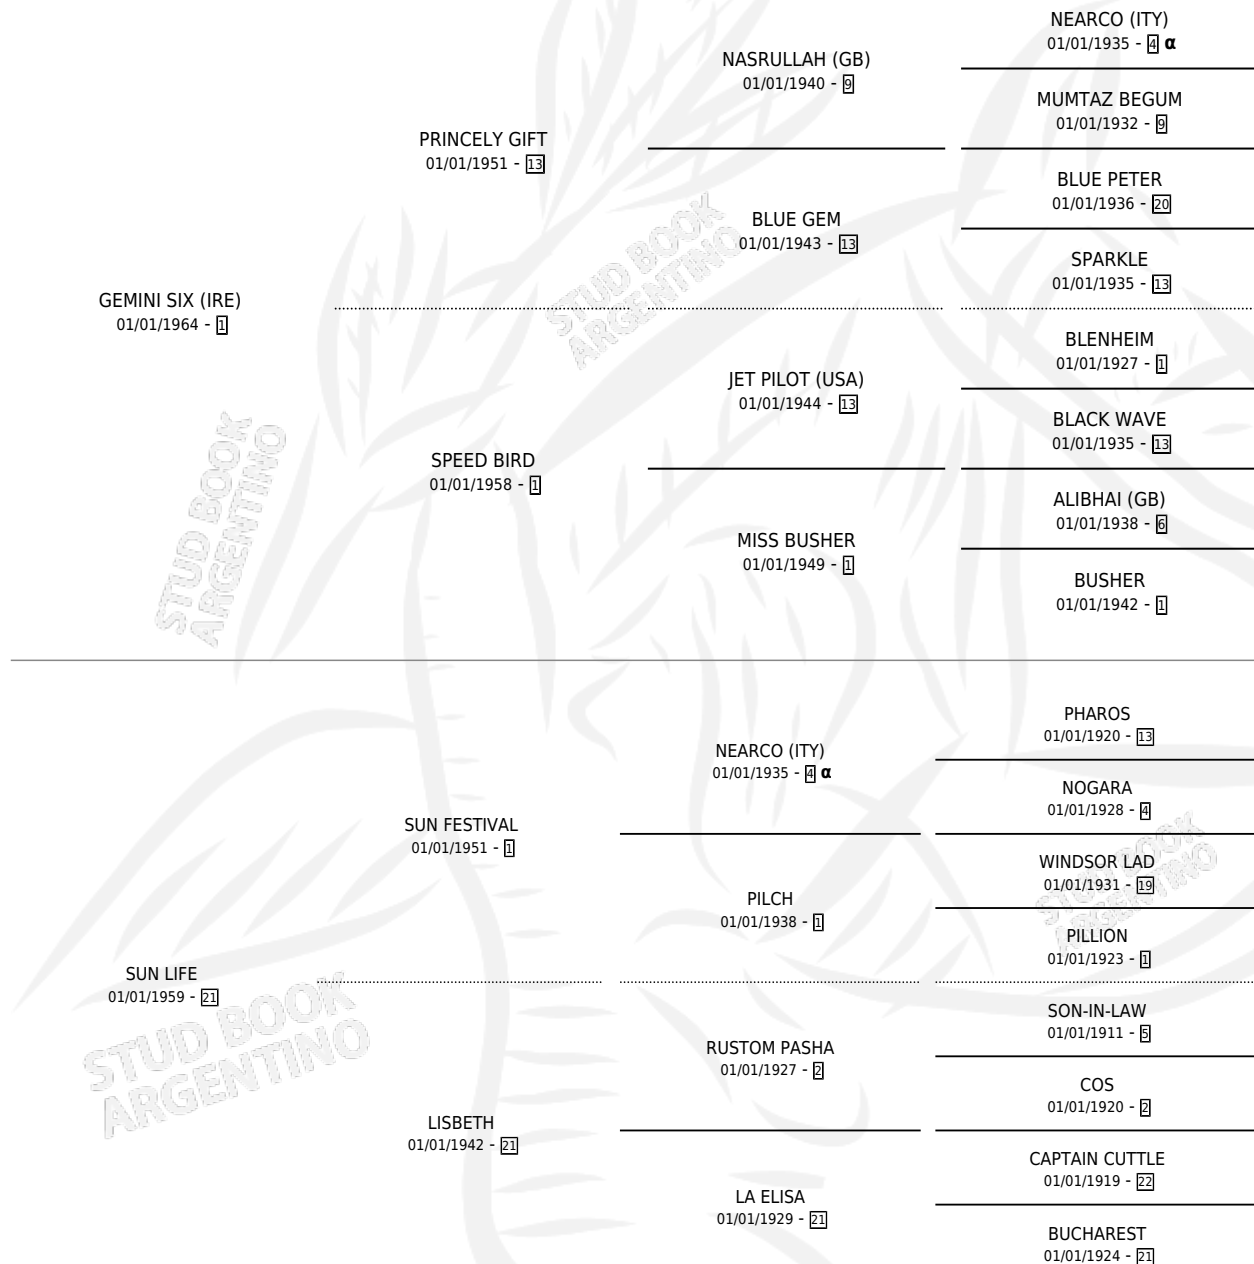 NEARCO (ITY)
01/01/1935 - 4 α
NASRULLAH (GB)
01/01/1940 - 9
MUMTAZ BEGUM
01/01/1932 - 9
PRINCELY GIFT
01/01/1951 - 13
BLUE PETER
01/01/1936 - 20
BLUE GEM
01/01/1943 - 13
SPARKLE
01/01/1935 - 13
GEMINI SIX (IRE)
01/01/1964 - 1
STUD BOOK
ARGENTINO
BLENHEIM
01/01/1927 - 1
JET PILOT (USA)
01/01/1944 - 13
BLACK WAVE
01/01/1935 - 13
SPEED BIRD
01/01/1958 - 1
ALIBHAI (GB)
01/01/1938 - 6
MISS BUSHER
01/01/1949 - 1
BUSHER
01/01/1942 - 1
STUD BOOK
ARGENTINO
PHAROS
01/01/1920 - 13
NEARCO (ITY)
01/01/1935 - 4 α
NOGARA
01/01/1928 - 4
SUN FESTIVAL
01/01/1951 - 1
WINDSOR LAD
01/01/1931 - 19
PILCH
01/01/1938 - 1
PILLION
01/01/1923 - 1
STUD BOOK
ARGENTINO
SUN LIFE
01/01/1959 - 21
SON-IN-LAW
01/01/1911 - 5
RUSTOM PASHA
01/01/1927 - 2
COS
01/01/1920 - 2
LISBETH
01/01/1942 - 21
CAPTAIN CUTTLE
01/01/1919 - 22
LA ELISA
01/01/1929 - 21
BUCHAREST
01/01/1924 - 21
STUD BOOK
ARGENTINO